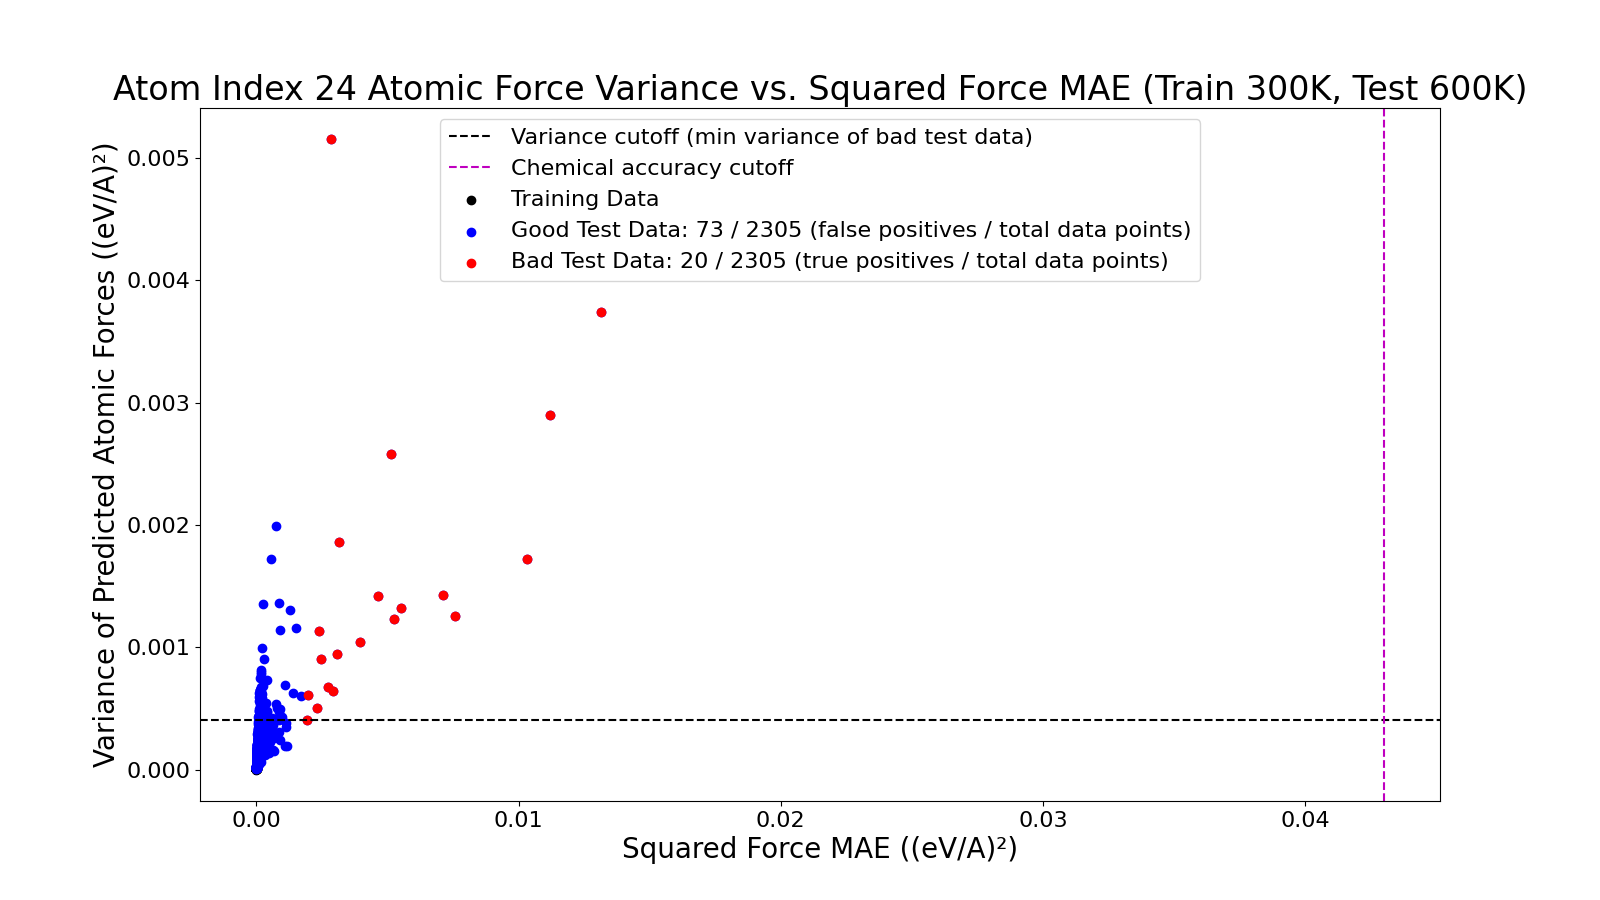 Atom Index 24 Atomic Force Variance vs. Squared Force MAE (Train 300K, Test 600K)
Variance cutoff (min variance of bad test data)
Chemical accuracy cutoff
Training Data
Good Test Data: 73 / 2305 (false positives / total data points)
Bad Test Data: 20 / 2305 (true positives / total data points)
Variance of Predicted Atomic Forces ((eV/A)²)
0.005
0.004
0.003
0.002
0.001
0.000
0.00
0.01
0.02
0.03
0.04
Squared Force MAE ((eV/A)²)